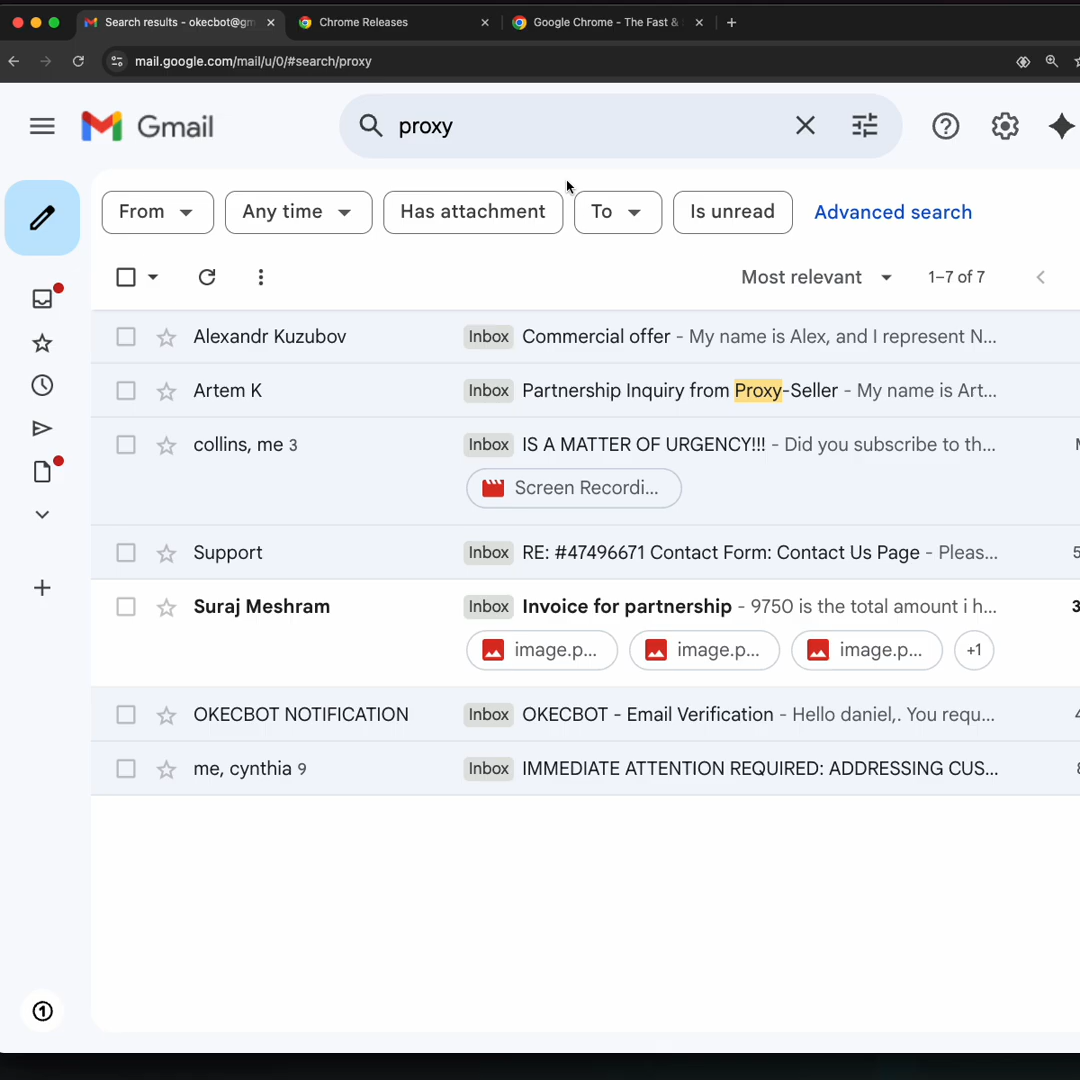 Search results - okecbot@gm
Chrome Releases
Google Chrome - The Fast &
mail.google.com/mail/u/0/#search/proxy
Gmail
proxy
From
Any time
Has attachment
To
Is unread
Advanced search
Most relevant
1–7 of 7
Alexandr Kuzubov Inbox Commercial offer - My name is Alex, and I represent N...
Artem K Inbox Partnership Inquiry from Proxy-Seller - My name is Art...
collins, me 3 Inbox IS A MATTER OF URGENCY!!! - Did you subscribe to th...
Screen Recordi...
Support Inbox RE: #47496671 Contact Form: Contact Us Page - Pleas...
Suraj Meshram Inbox Invoice for partnership - 9750 is the total amount i h...
image.p... image.p... image.p... +1
OKECBOT NOTIFICATION Inbox OKECBOT - Email Verification - Hello daniel,. You requ...
me, cynthia 9 Inbox IMMEDIATE ATTENTION REQUIRED: ADDRESSING CUS...